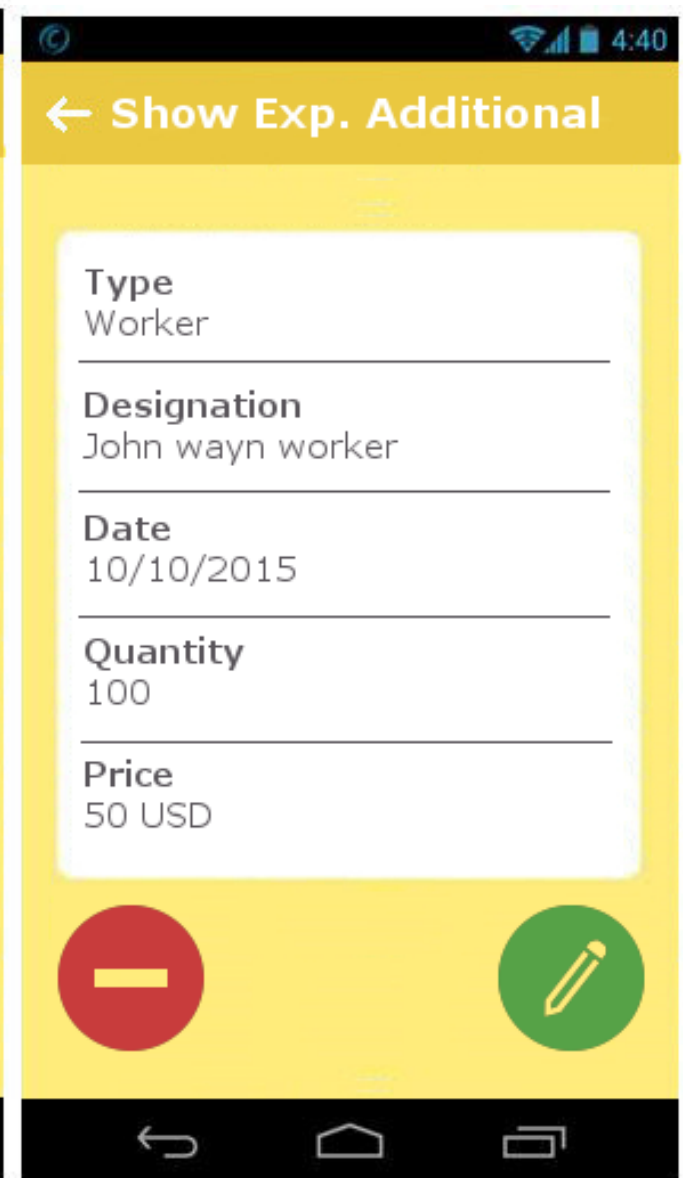 4:40
Show Exp. Additional
Type
Worker
Designation
John wayn worker
Date
10/10/2015
Quantity
100
Price
50 USD